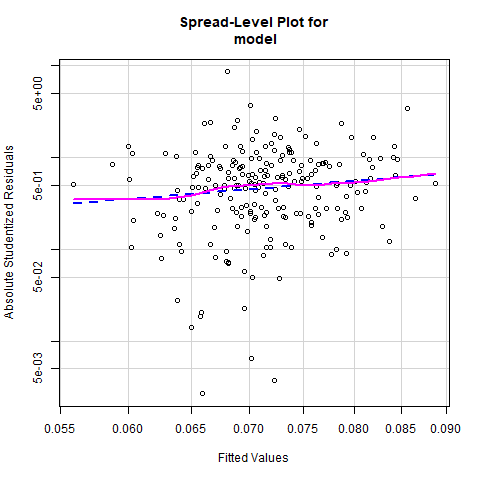 Spread-Level Plot for
model
Absolute Studentized Residuals
5e+00
5e-01
5e-02
5e-03
0.055 0.060 0.065 0.070 0.075 0.080 0.085 0.090
Fitted Values